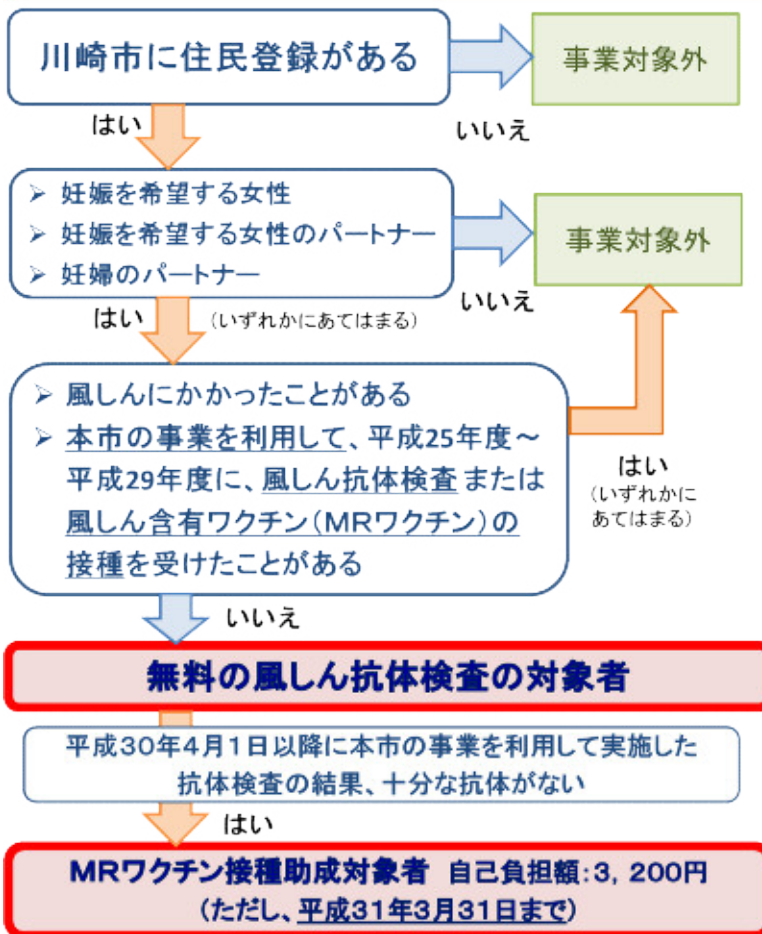 川崎市に住民登録がある
事業対象外
はい
いいえ
➢ 妊娠を希望する女性
➢ 妊娠を希望する女性のパートナー
➢ 妊婦のパートナー
事業対象外
いいえ
はい
(いずれかにあてはまる)
➢ 風しんにかかったことがある
➢ 本市の事業を利用して、平成25年度～
平成29年度に、風しん抗体検査または
風しん含有ワクチン(MRワクチン)の
接種を受けたことがある
はい
(いずれかに
あてはまる)
いいえ
無料の風しん抗体検査の対象者
平成30年4月1日以降に本市の事業を利用して実施した
抗体検査の結果、十分な抗体がない
はい
MRワクチン接種助成対象者 自己負担額:3,200円
(ただし、平成31年3月31日まで)